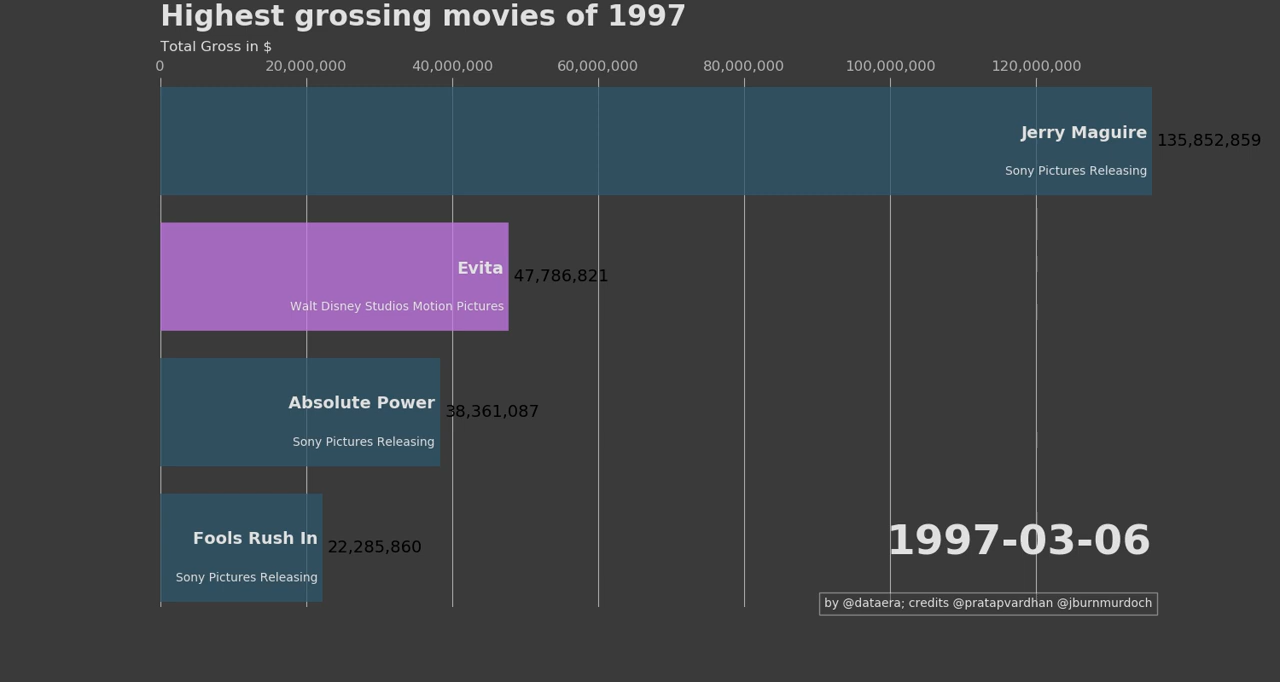 Highest grossing movies of 1997
Total Gross in $
0 20,000,000 40,000,000 60,000,000 80,000,000 100,000,000 120,000,000
Jerry Maguire
135,852,859
Sony Pictures Releasing
Evita
47,786,821
Walt Disney Studios Motion Pictures
Absolute Power
38,361,087
Sony Pictures Releasing
Fools Rush In
22,285,860
Sony Pictures Releasing
1997-03-06
by @dataera; credits @pratapvardhan @jburnmurdoch